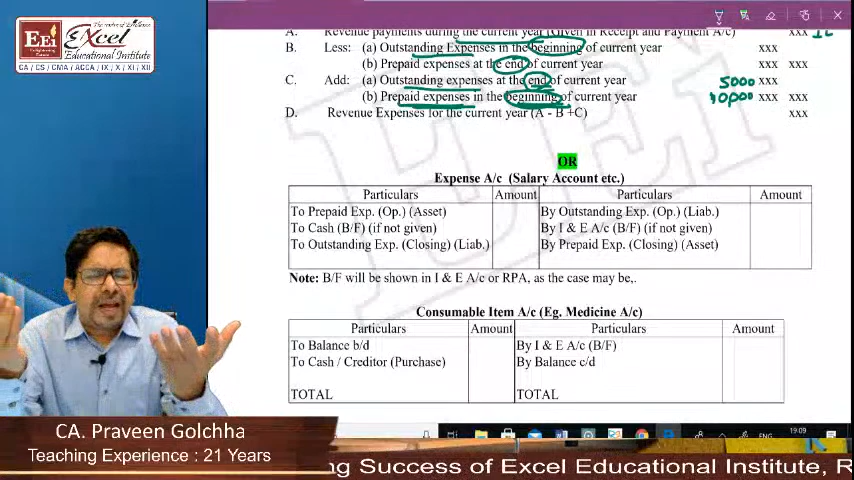 The realm of Excellence
EEi
Excel
Educational Institute
CA / CS / CMA / ACCA / IX / X / XI / XII
A. Revenue payments during the current year (Given in Receipt and Payment A/c) xxx
B. Less: (a) Outstanding Expenses in the beginning of current year xxx
(b) Prepaid expenses at the end of current year xxx xxx
C. Add: (a) Outstanding expenses at the end of current year 5000 xxx
(b) Prepaid expenses in the beginning of current year 10000 xxx xxx
D. Revenue Expenses for the current year (A - B +C) xxx
OR
Expense A/c (Salary Account etc.)
Particulars Amount Particulars Amount
To Prepaid Exp. (Op.) (Asset) By Outstanding Exp. (Op.) (Liab.)
To Cash (B/F) (if not given) By I & E A/c (B/F) (if not given)
To Outstanding Exp. (Closing) (Liab.) By Prepaid Exp. (Closing) (Asset)
Note: B/F will be shown in I & E A/c or RPA, as the case may be,.
Consumable Item A/c (Eg. Medicine A/c)
Particulars Amount Particulars Amount
To Balance b/d By I & E A/c (B/F)
To Cash / Creditor (Purchase) By Balance c/d
TOTAL TOTAL
CA. Praveen Golchha
Teaching Experience : 21 Years
ENG 19:09
ng Success of Excel Educational Institute, R